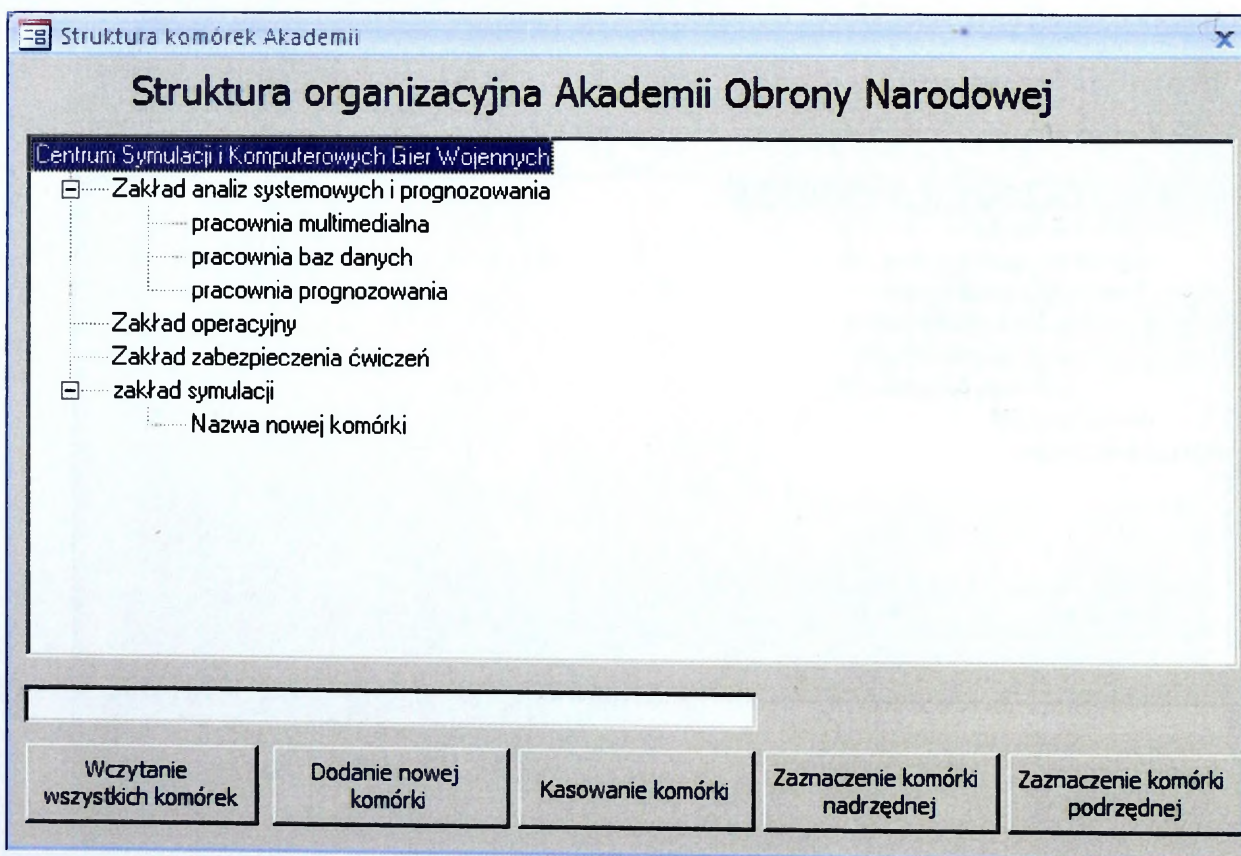 Struktura komórek Akademii
Struktura organizacyjna Akademii Obrony Narodowej
Centrum Symulacji i Komputerowych Gier Wojennych
Zakład analiz systemowych i prognozowania
pracownia multimedialna
pracownia baz danych
pracownia prognozowania
Zakład operacyjny
Zakład zabezpieczenia ćwiczeń
zakład symulacji
Nazwa nowej komórki
Wczytanie
wszystkich komórek
Dodanie nowej
komórki
Kasowanie komórki
Zaznaczenie komórki
nadrzędnej
Zaznaczenie komórki
podrzędnej